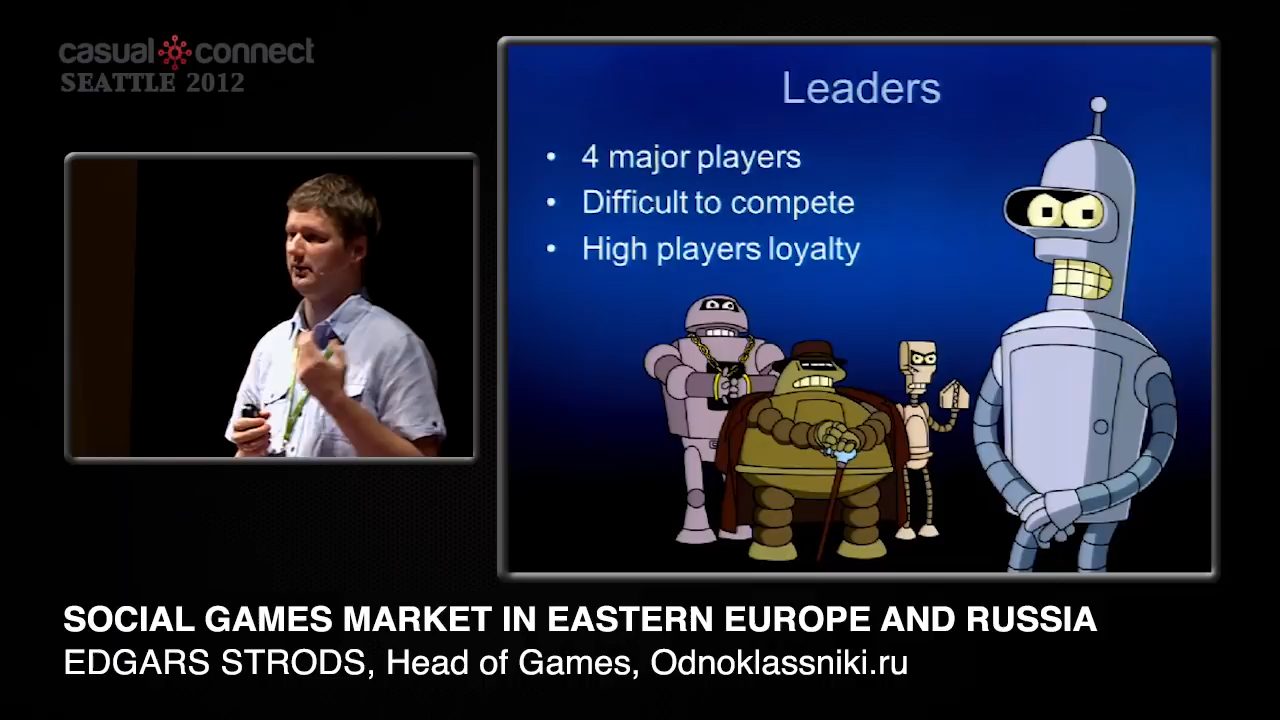 casual connect
SEATTLE 2012
Leaders
• 4 major players
• Difficult to compete
• High players loyalty
SOCIAL GAMES MARKET IN EASTERN EUROPE AND RUSSIA
EDGARS STRODS, Head of Games, Odnoklassniki.ru